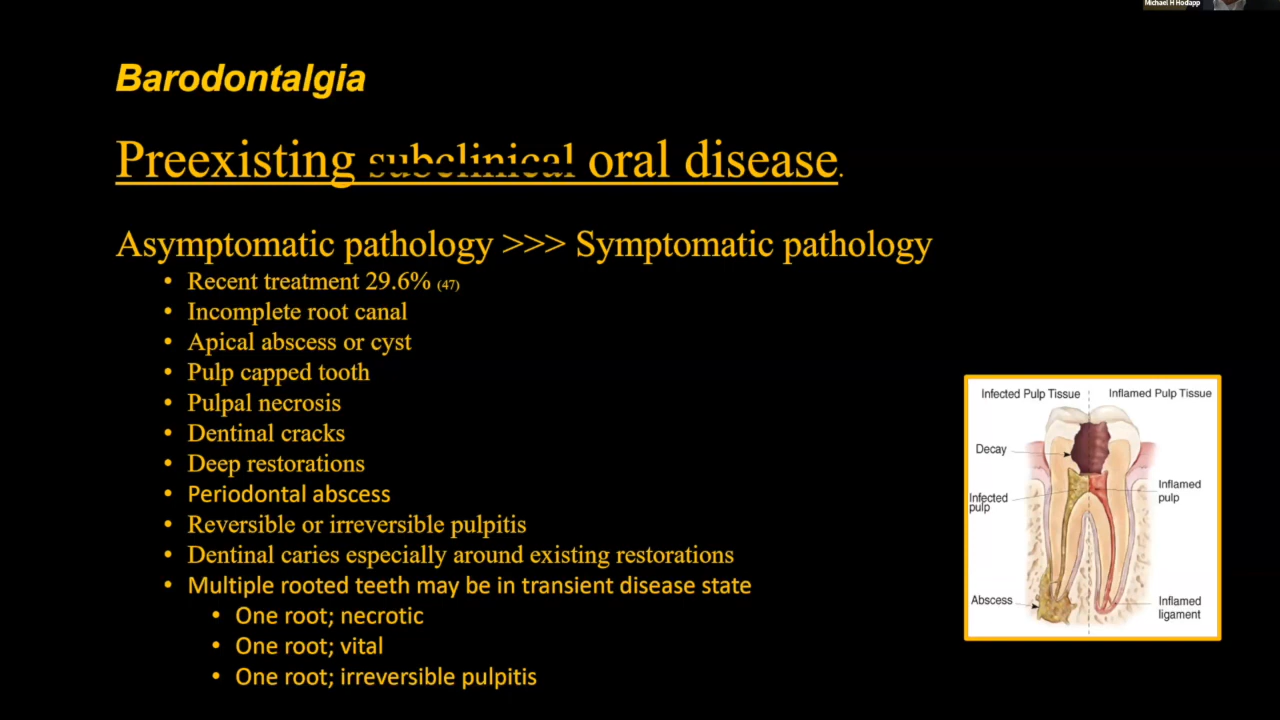 Michael H Hodapp
Barodontalgia
Preexisting subclinical oral disease.
Asymptomatic pathology >>> Symptomatic pathology
• Recent treatment 29.6% (47)
• Incomplete root canal
• Apical abscess or cyst
• Pulp capped tooth
• Pulpal necrosis
• Dentinal cracks
• Deep restorations
• Periodontal abscess
• Reversible or irreversible pulpitis
• Dentinal caries especially around existing restorations
• Multiple rooted teeth may be in transient disease state
• One root; necrotic
• One root; vital
• One root; irreversible pulpitis
Infected Pulp Tissue
Inflamed Pulp Tissue
Decay
Infected
pulp
Inflamed
pulp
Abscess
Inflamed
ligament